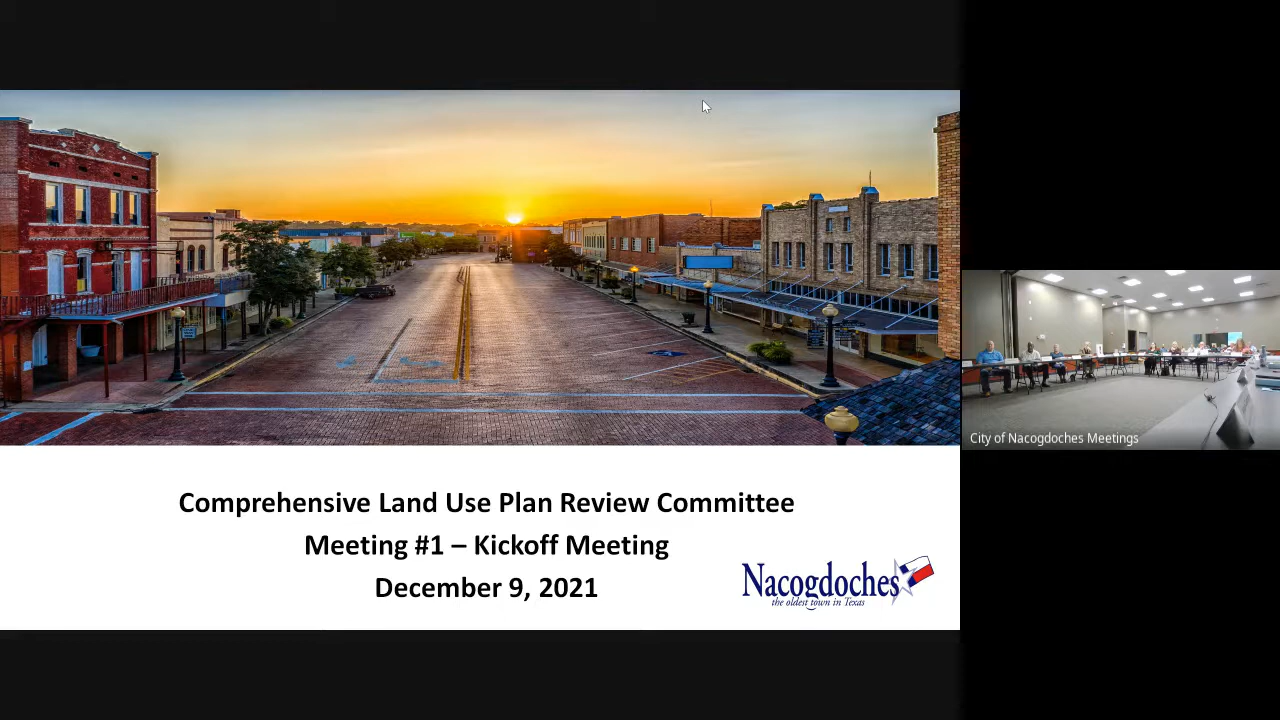 Comprehensive Land Use Plan Review Committee
Meeting #1 – Kickoff Meeting
December 9, 2021
Nacogdoches
the oldest town in Texas
City of Nacogdoches Meetings